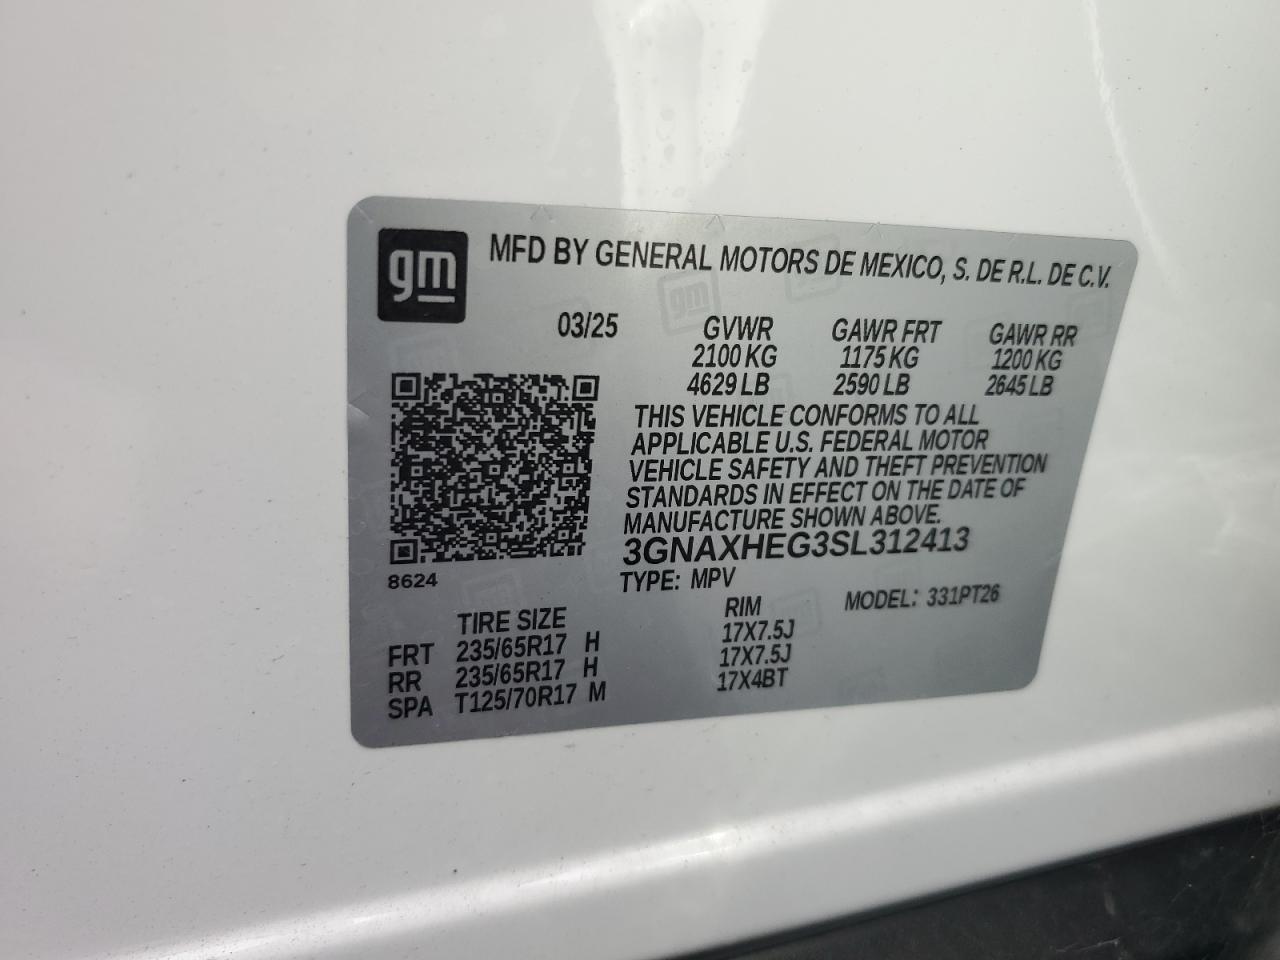 gm
MFD BY GENERAL MOTORS DE MEXICO, S. DE R.L. DE C.V.
03/25 GVWR GAWR FRT GAWR RR
2100 KG 1175 KG 1200 KG
4629 LB 2590 LB 2645 LB
THIS VEHICLE CONFORMS TO ALL
APPLICABLE U.S. FEDERAL MOTOR
VEHICLE SAFETY AND THEFT PREVENTION
STANDARDS IN EFFECT ON THE DATE OF
MANUFACTURE SHOWN ABOVE.
3GNAXHEG3SL312413
8624 TYPE: MPV MODEL: 331PT26
TIRE SIZE RIM
FRT 235/65R17 H 17X7.5J
RR 235/65R17 H 17X7.5J
SPA T125/70R17 M 17X4BT